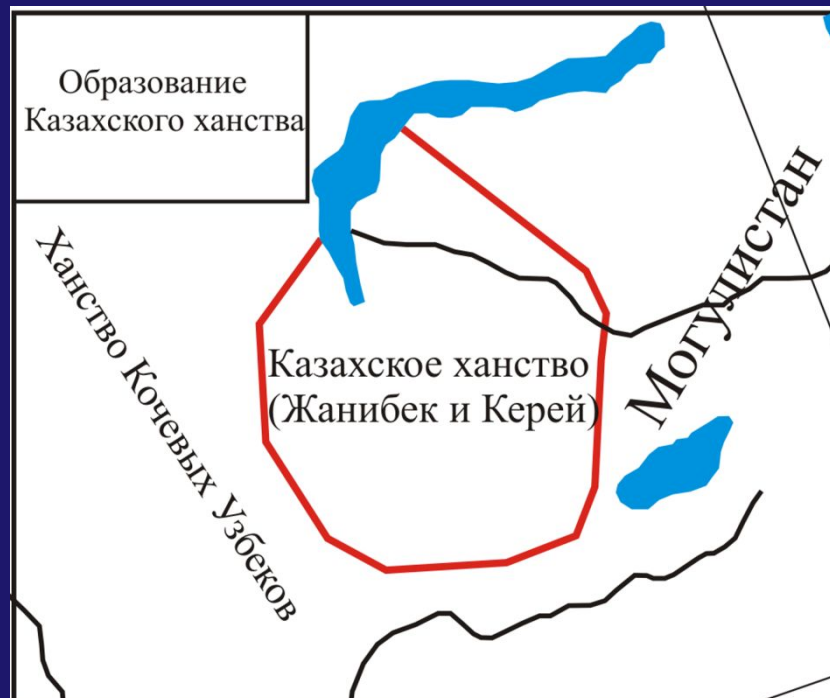 Образование
Казахского ханства
Ханство Кочевых Узбеков
Казахское ханство
(Жанибек и Керей)
Могулистан